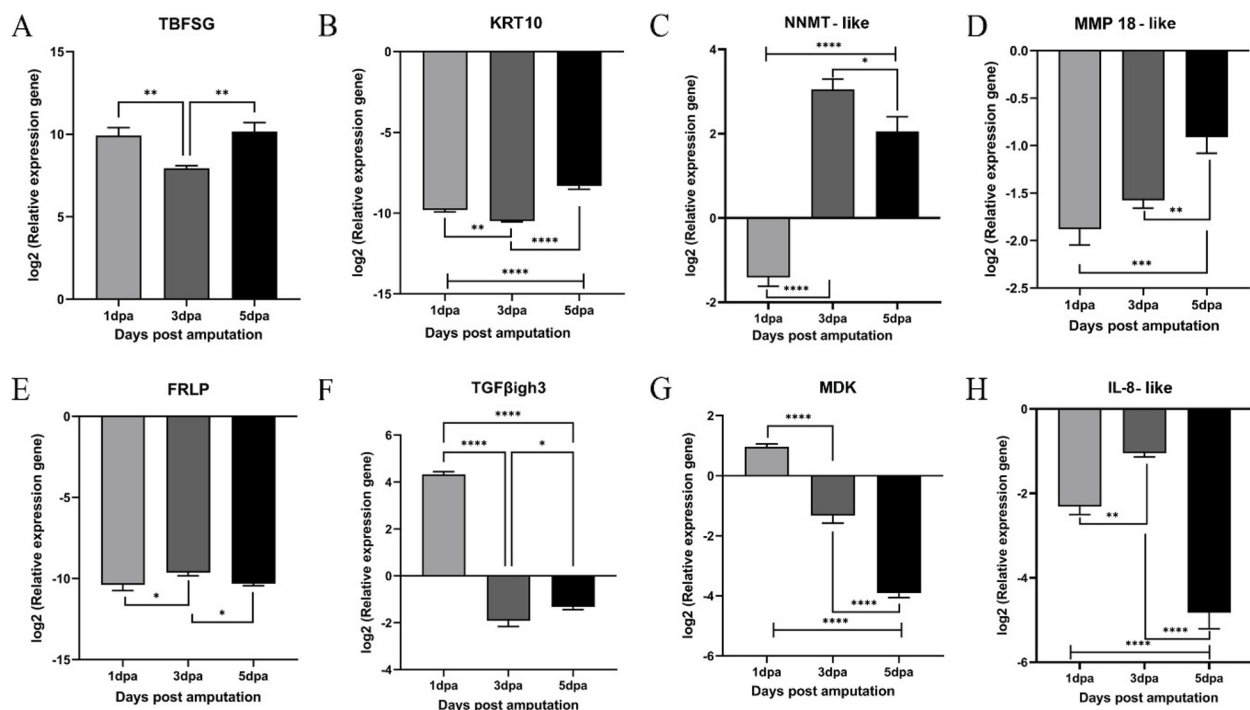 A
TBFSG
log2 (Relative expression gene)
15
10
5
0
**
**
1dpa 3dpa 5dpa
Days post amputation
B
KRT10
log2 (Relative expression gene)
0
-5
-10
-15
**
****
****
1dpa 3dpa 5dpa
Days post amputation
C
NNMT - like
log2 (Relative expression gene)
4
2
0
-2
****
*
****
1dpa 3dpa 5dpa
Days post amputation
D
MMP 18 - like
log2 (Relative expression gene)
0.0
-0.5
-1.0
-1.5
-2.0
-2.5
**
***
1dpa 3dpa 5dpa
Days post amputation
E
FRLP
log2 (Relative expression gene)
0
-5
-10
-15
*
*
1dpa 3dpa 5dpa
Days post amputation
F
TGFβigh3
log2 (Relative expression gene)
6
4
2
0
-2
-4
****
****
*
1dpa 3dpa 5dpa
Days post amputation
G
MDK
log2 (Relative expression gene)
2
0
-2
-4
-6
****
****
****
1dpa 3dpa 5dpa
Days post amputation
H
IL-8- like
log2 (Relative expression gene)
0
-2
-4
-6
**
****
****
1dpa 3dpa 5dpa
Days post amputation